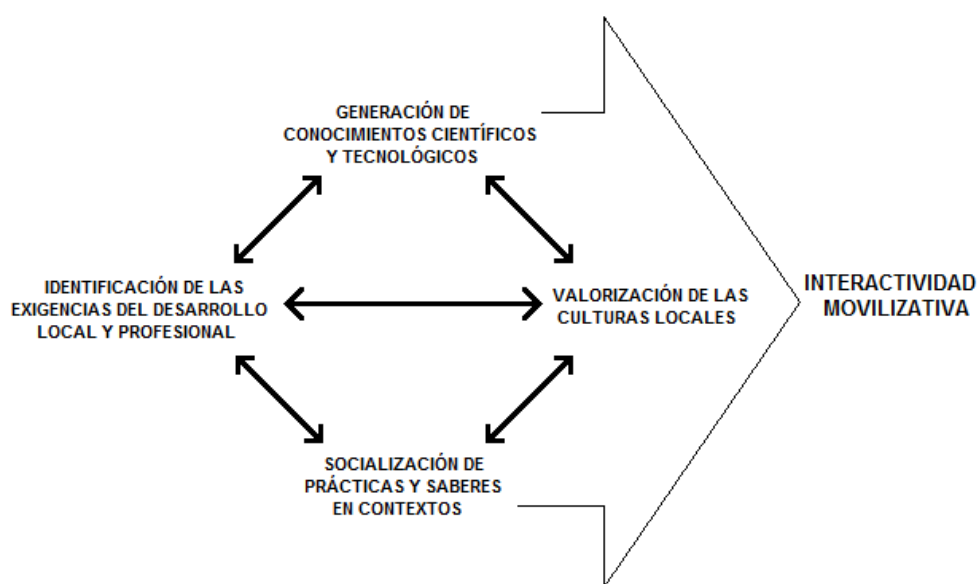 GENERACIÓN DE
CONOCIMIENTOS CIENTÍFICOS
Y TECNOLÓGICOS
IDENTIFICACIÓN DE LAS
EXIGENCIAS DEL DESARROLLO
LOCAL Y PROFESIONAL
VALORIZACIÓN DE LAS
CULTURAS LOCALES
INTERACTIVIDAD
MOVILIZATIVA
SOCIALIZACIÓN DE
PRÁCTICAS Y SABERES
EN CONTEXTOS